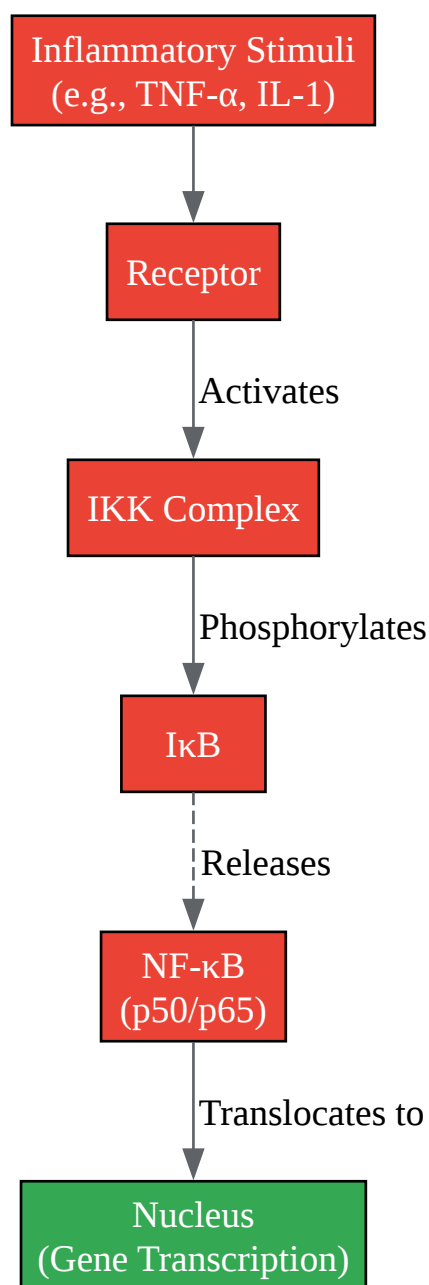 Inflammatory Stimuli
(e.g., TNF-α, IL-1)
Receptor
Activates
IKK Complex
Phosphorylates
IκB
Releases
NF-κB
(p50/p65)
Translocates to
Nucleus
(Gene Transcription)